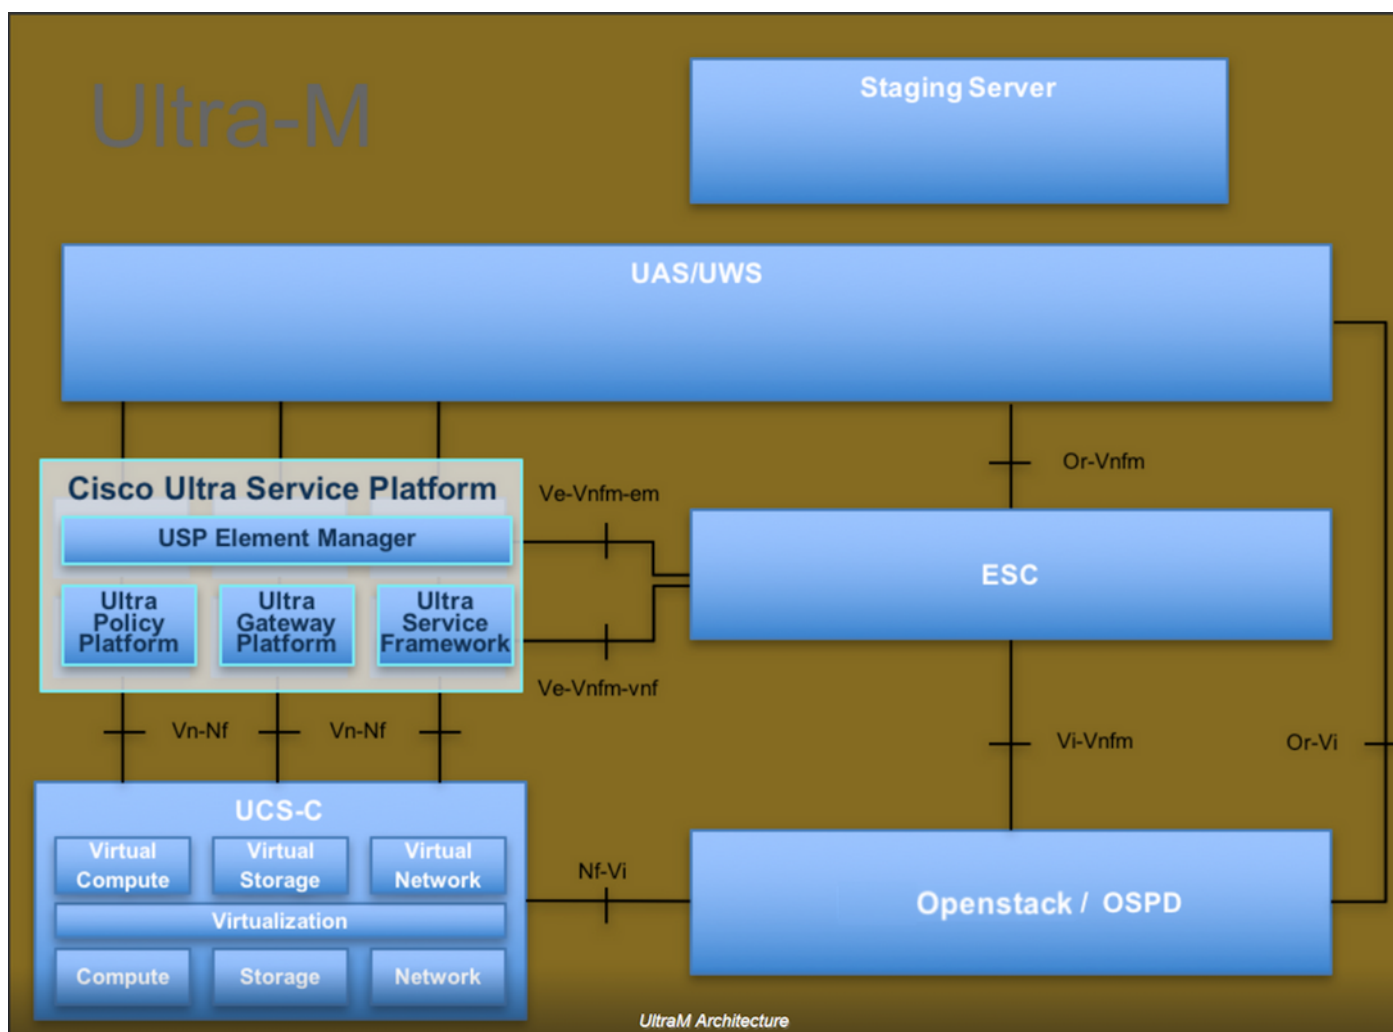 Ultra-M
Staging Server
UAS/UWS
Or-Vnfm
Cisco Ultra Service Platform
Ve-Vnfm-em
USP Element Manager
ESC
Ultra
Policy
Platform
Ultra
Gateway
Platform
Ultra
Service
Framework
Ve-Vnfm-vnf
Vn-Nf
Vn-Nf
Vi-Vnfm
Or-Vi
UCS-C
Virtual
Compute
Virtual
Storage
Virtual
Network
Nf-Vi
Openstack / OSPD
Virtualization
Compute
Storage
Network
UltraM Architecture